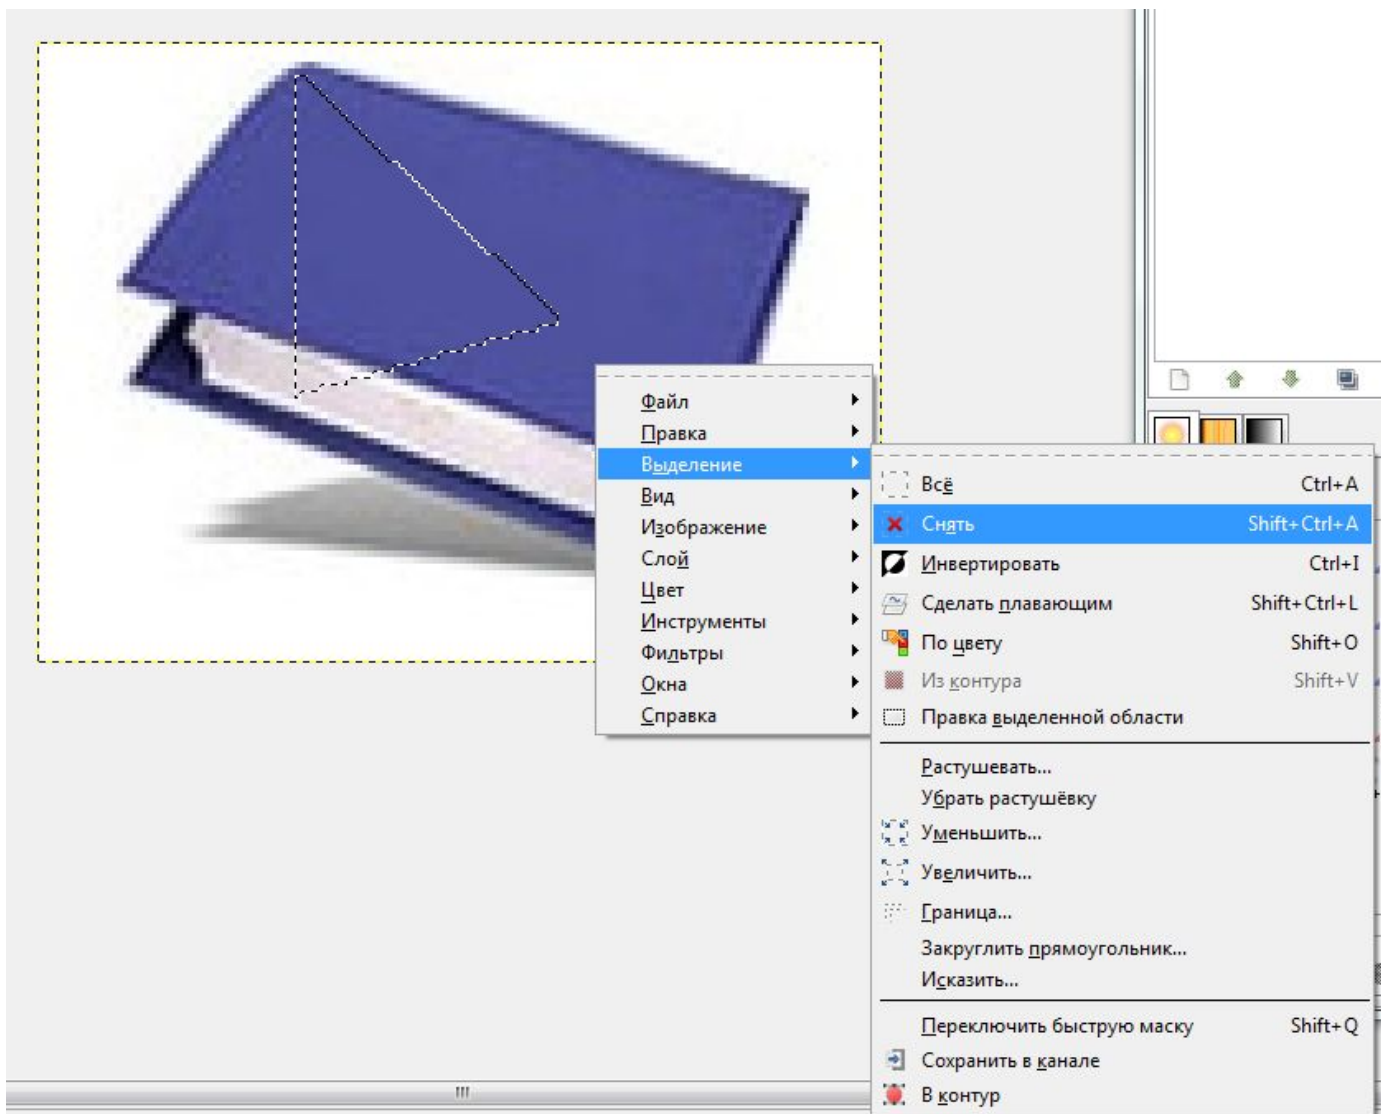 Файл
Правка
Выделение
Вид
Изображение
Слой
Цвет
Инструменты
Фильтры
Окна
Справка
Всё Ctrl+A
Снять Shift+Ctrl+A
Инвертировать Ctrl+I
Сделать плавающим Shift+Ctrl+L
По цвету Shift+O
Из контура Shift+V
Правка выделенной области
Растушевать...
Убрать растушёвку
Уменьшить...
Увеличить...
Граница...
Закруглить прямоугольник...
Исказить...
Переключить быструю маску Shift+Q
Сохранить в канале
В контур